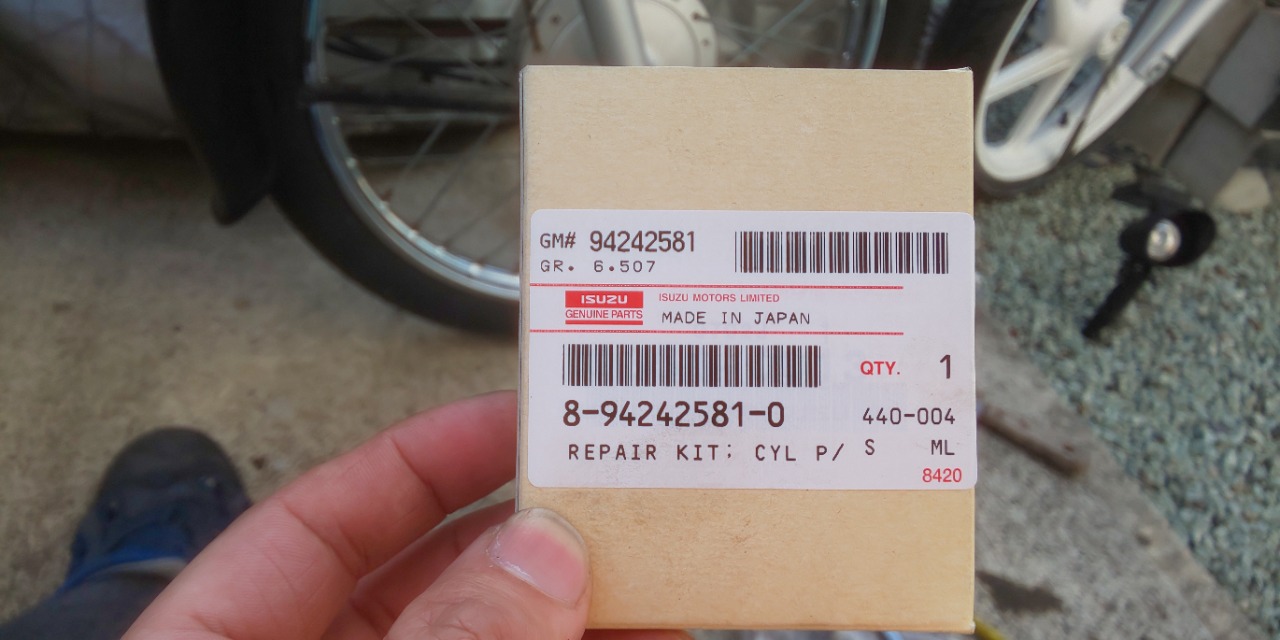 GM# 94242581
GR. 6.507
ISUZU
GENUINE PARTS
ISUZU MOTORS LIMITED
MADE IN JAPAN
QTY. 1
8-94242581-0 440-004
REPAIR KIT; CYL P/ S ML
8420